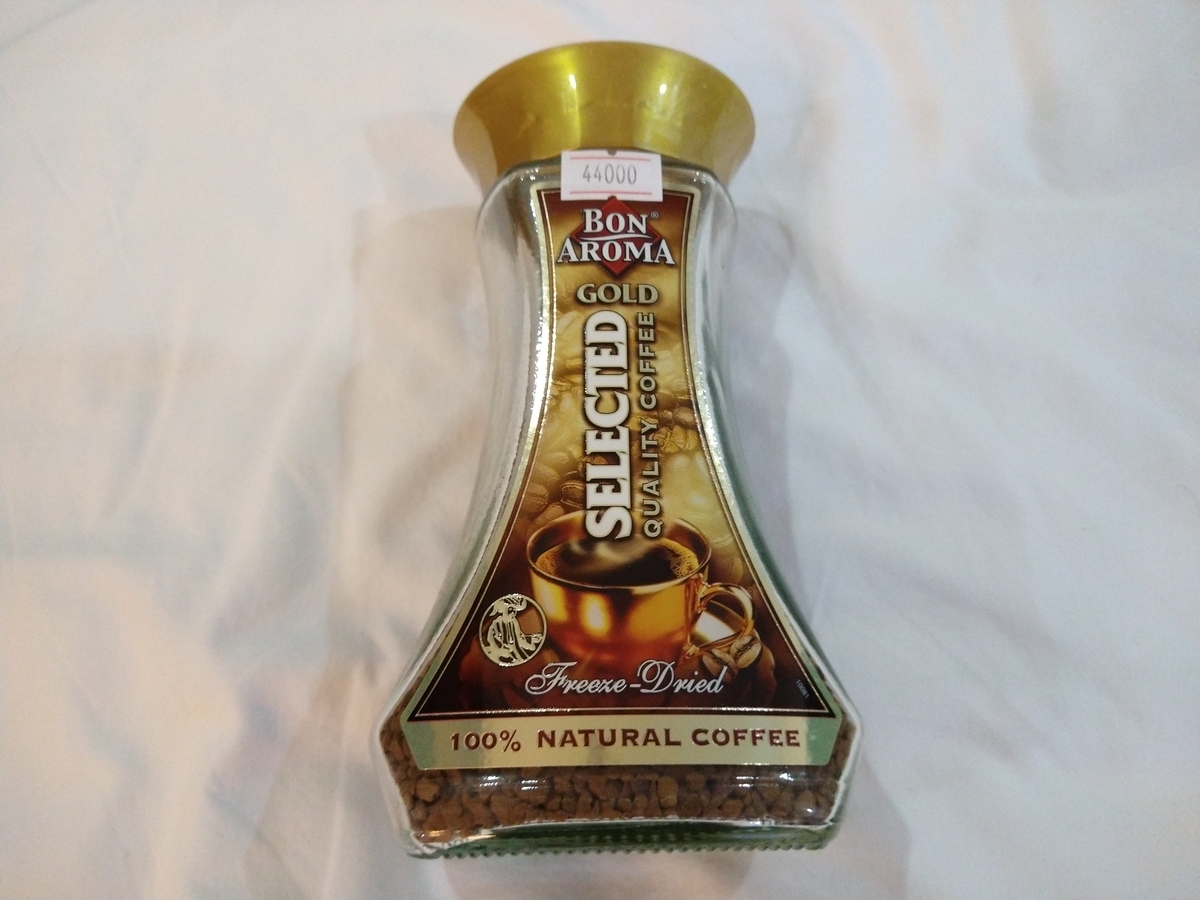 44000
BON®
AROMA
GOLD
SELECTED
QUALITY COFFEE
Freeze-Dried
100% NATURAL COFFEE